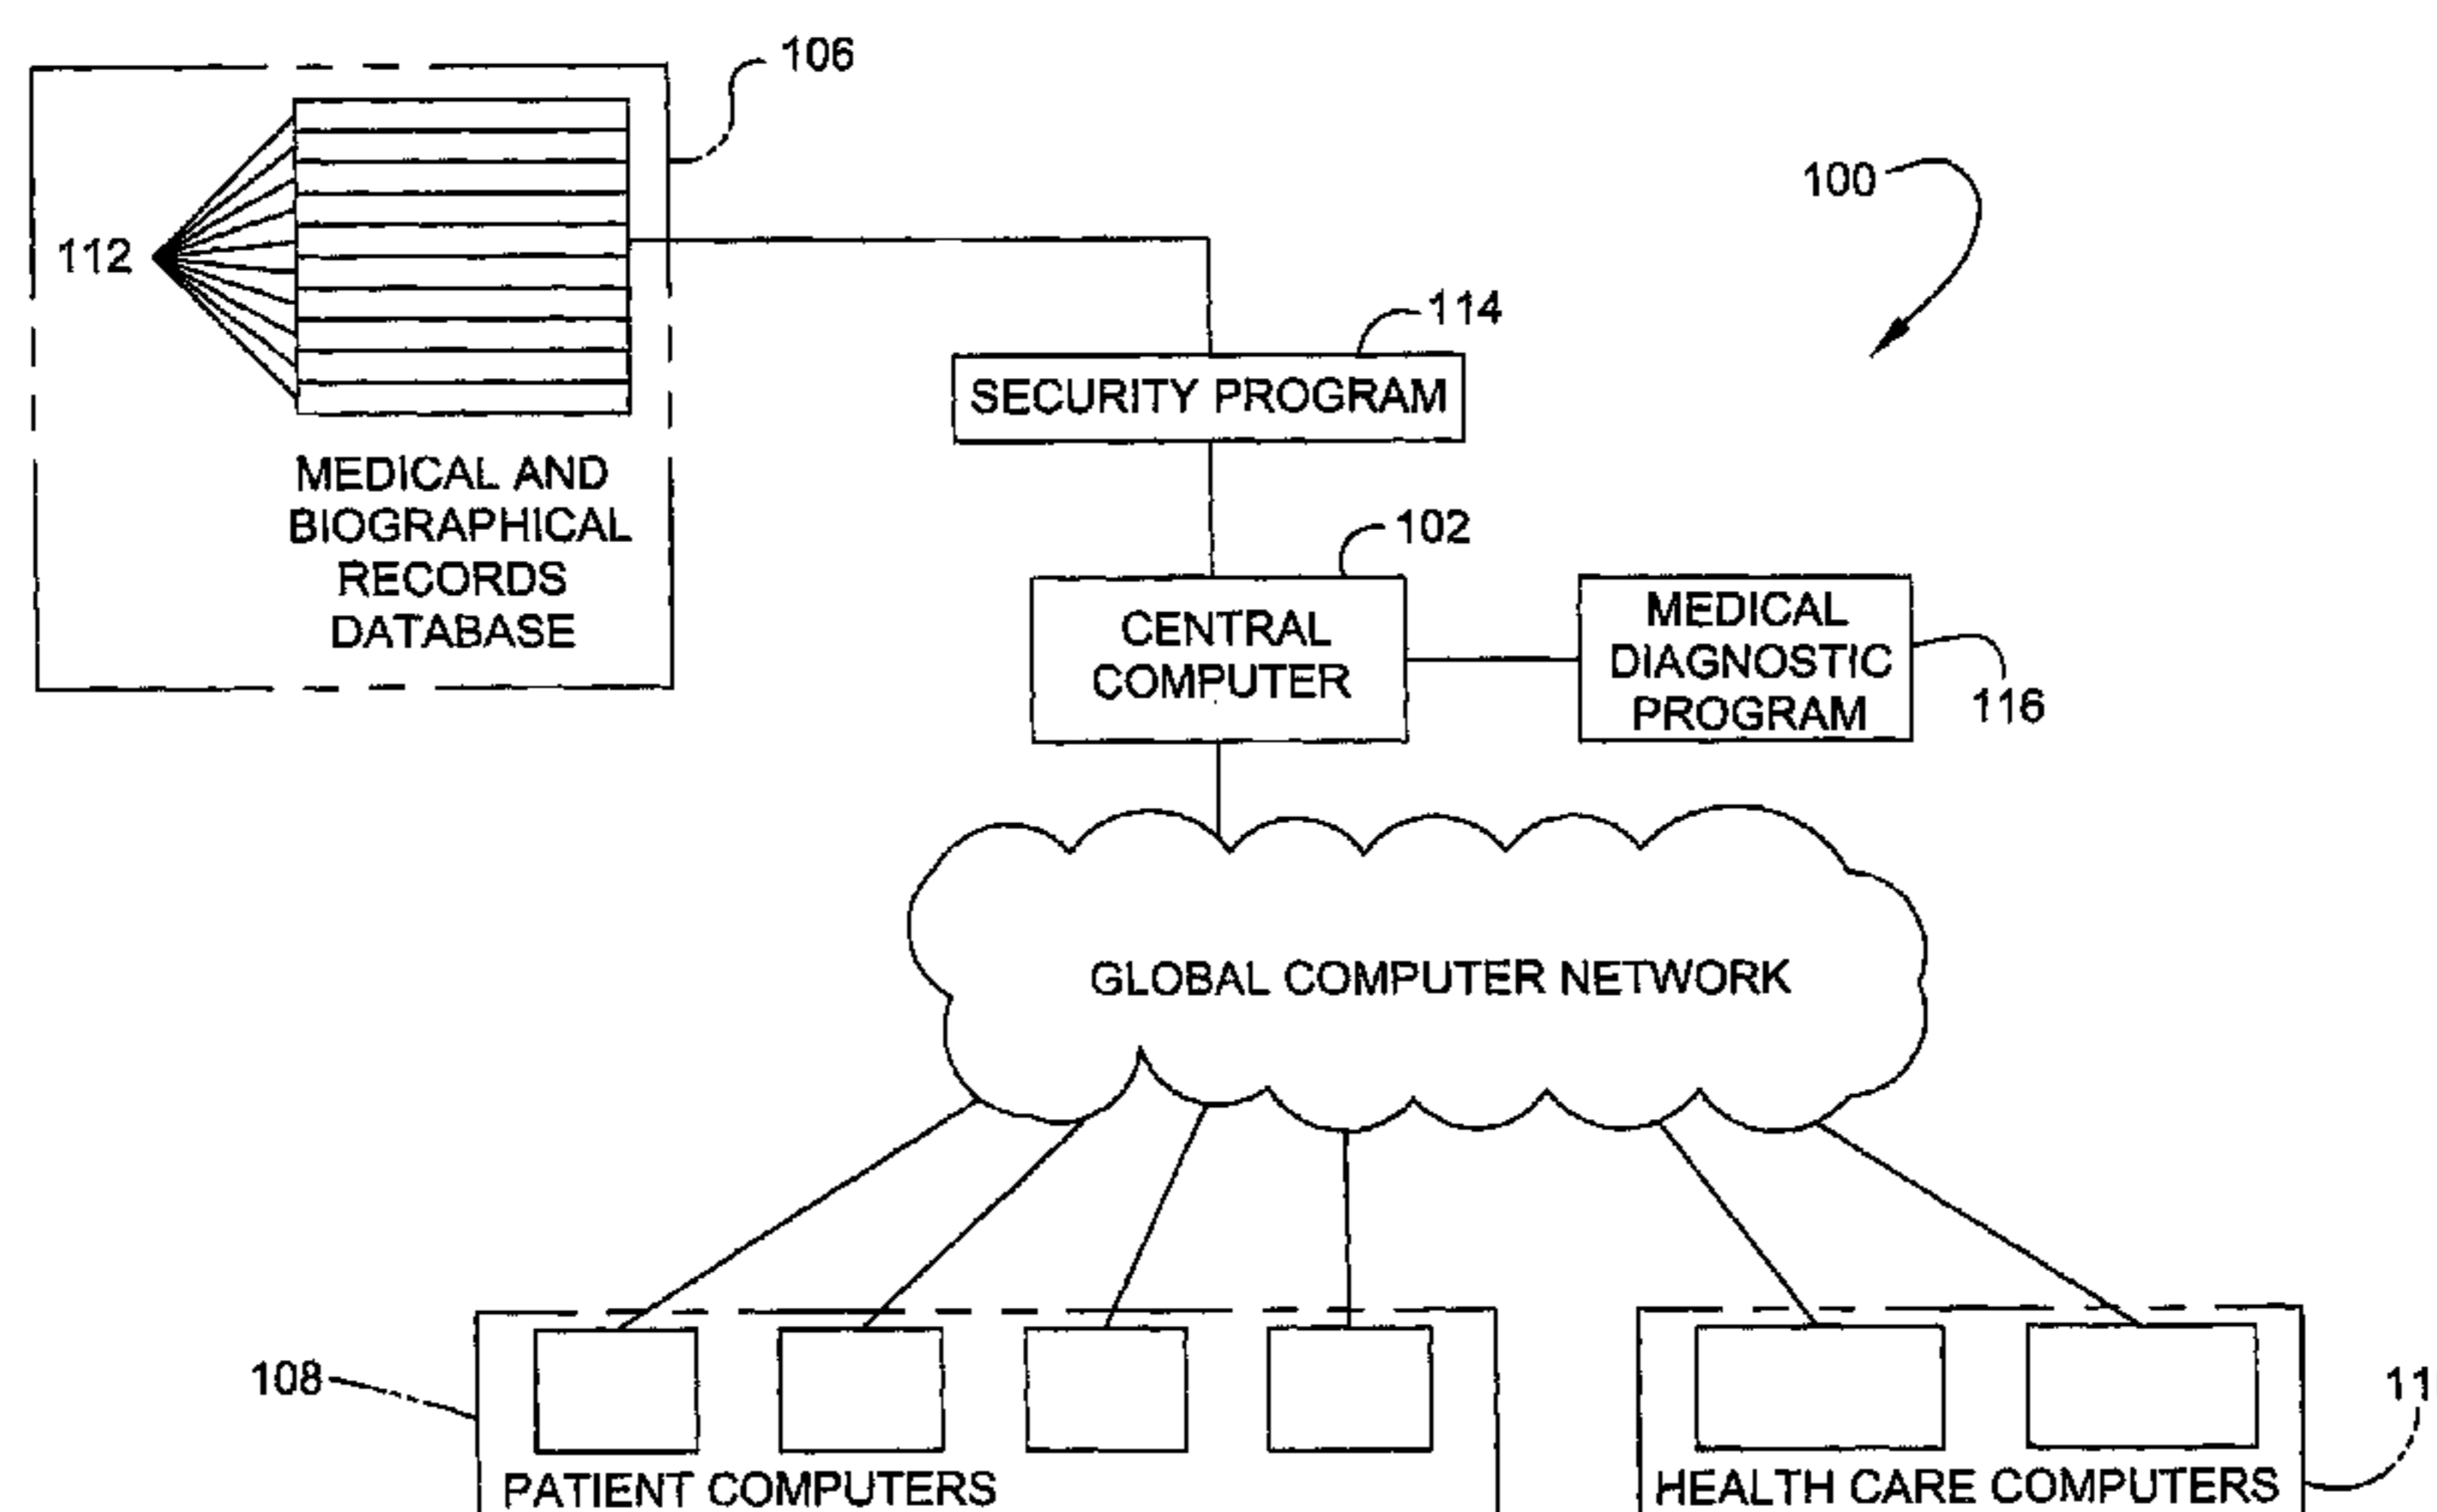 106
100
112
114
SECURITY PROGRAM
MEDICAL AND
BIOGRAPHICAL
RECORDS
DATABASE
102
CENTRAL
COMPUTER
MEDICAL
DIAGNOSTIC
PROGRAM
116
GLOBAL COMPUTER NETWORK
108
11
PATIENT COMPUTERS
HEALTH CARE COMPUTERS